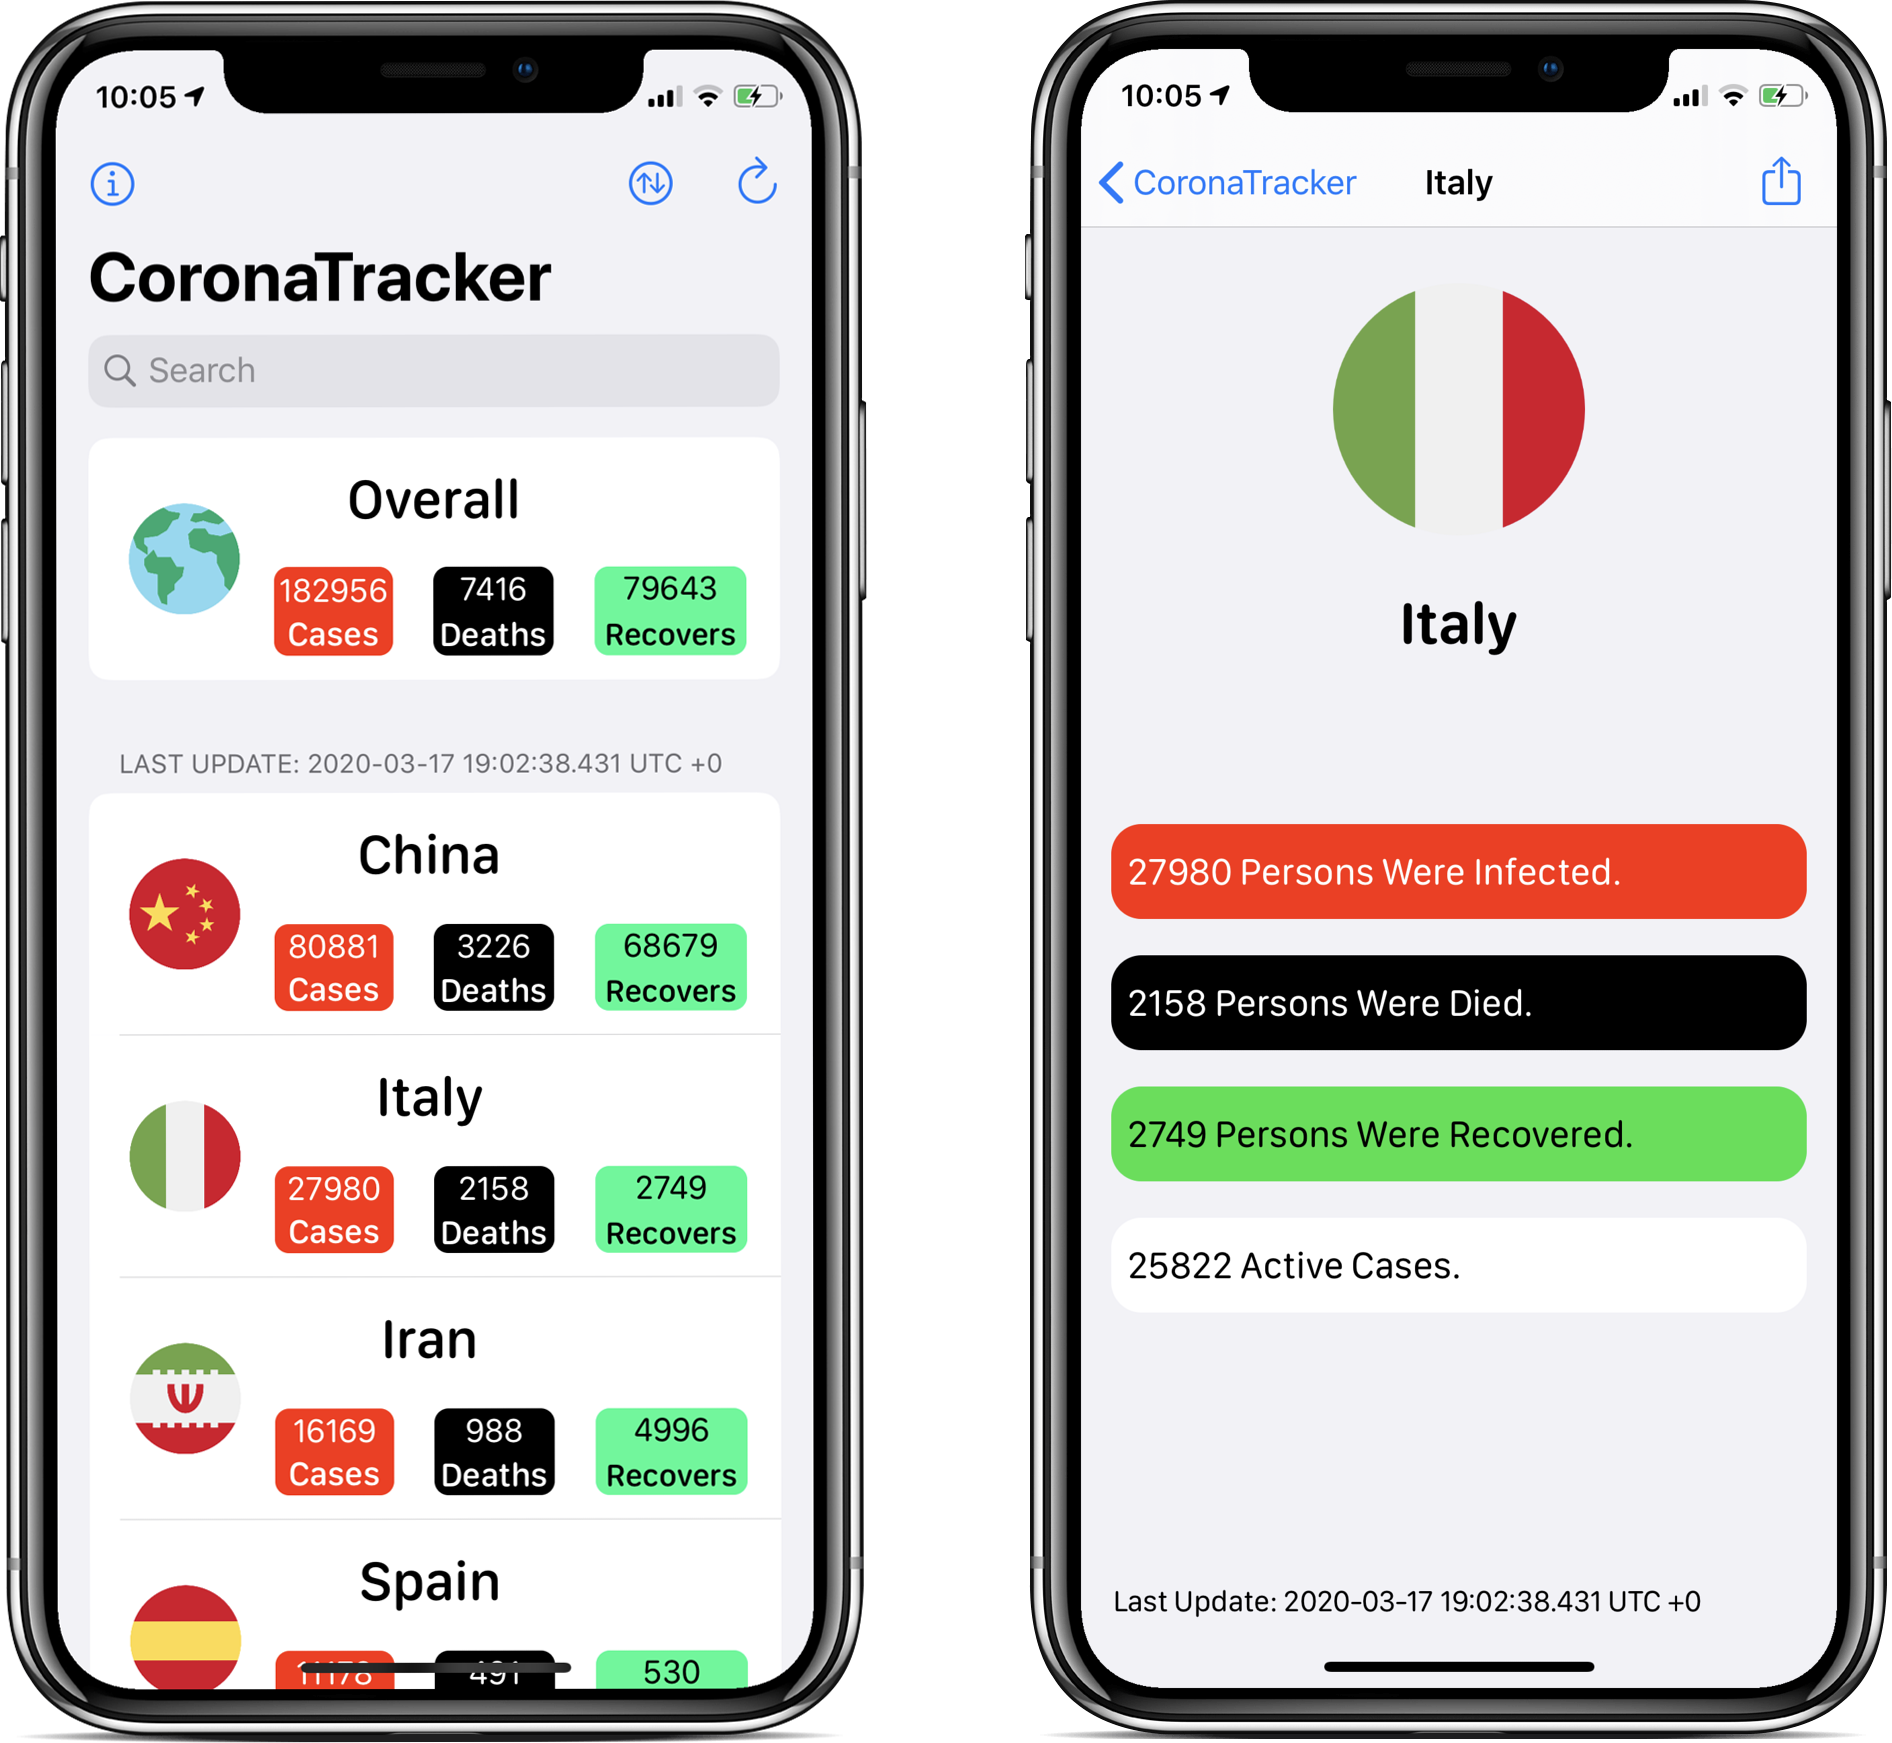 10:05
CoronaTracker
Search
Overall
182956
Cases
7416
Deaths
79643
Recovers
LAST UPDATE: 2020-03-17 19:02:38.431 UTC +0
China
80881
Cases
3226
Deaths
68679
Recovers
Italy
27980
Cases
2158
Deaths
2749
Recovers
Iran
16169
Cases
988
Deaths
4996
Recovers
Spain
11178
491
530
10:05
CoronaTracker
Italy
Italy
27980 Persons Were Infected.
2158 Persons Were Died.
2749 Persons Were Recovered.
25822 Active Cases.
Last Update: 2020-03-17 19:02:38.431 UTC +0